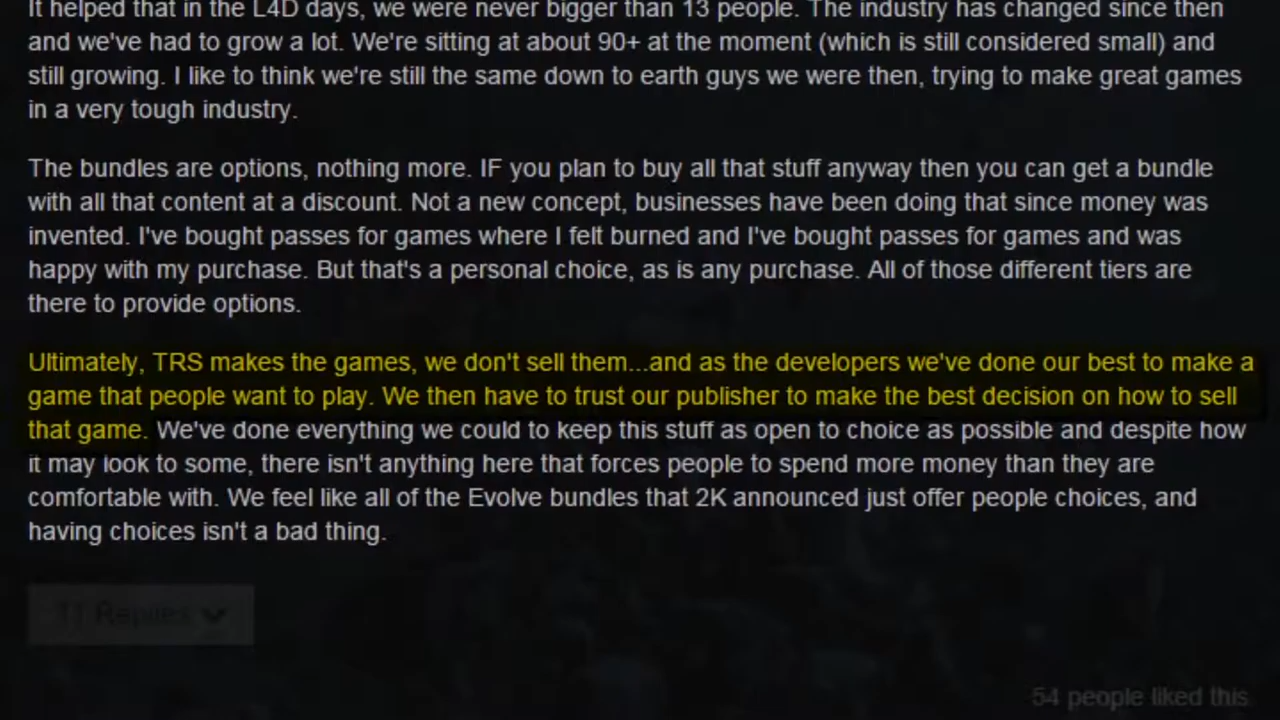 It helped that in the L4D days, we were never bigger than 13 people. The industry has changed since then
and we've had to grow a lot. We're sitting at about 90+ at the moment (which is still considered small) and
still growing. I like to think we're still the same down to earth guys we were then, trying to make great games
in a very tough industry.
The bundles are options, nothing more. IF you plan to buy all that stuff anyway then you can get a bundle
with all that content at a discount. Not a new concept, businesses have been doing that since money was
invented. I've bought passes for games where I felt burned and I've bought passes for games and was
happy with my purchase. But that's a personal choice, as is any purchase. All of those different tiers are
there to provide options.
Ultimately, TRS makes the games, we don't sell them...and as the developers we've done our best to make a
game that people want to play. We then have to trust our publisher to make the best decision on how to sell
that game. We've done everything we could to keep this stuff as open to choice as possible and despite how
it may look to some, there isn't anything here that forces people to spend more money than they are
comfortable with. We feel like all of the Evolve bundles that 2K announced just offer people choices, and
having choices isn't a bad thing.
11 Replies
54 people liked this.